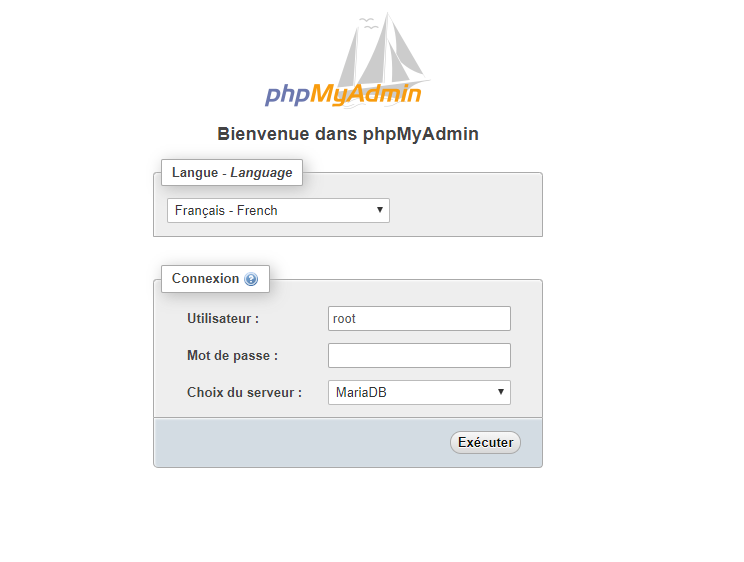 phpMyAdmin
Bienvenue dans phpMyAdmin
Langue - Language
Français - French
Connexion
Utilisateur : root
Mot de passe :
Choix du serveur : MariaDB
Exécuter